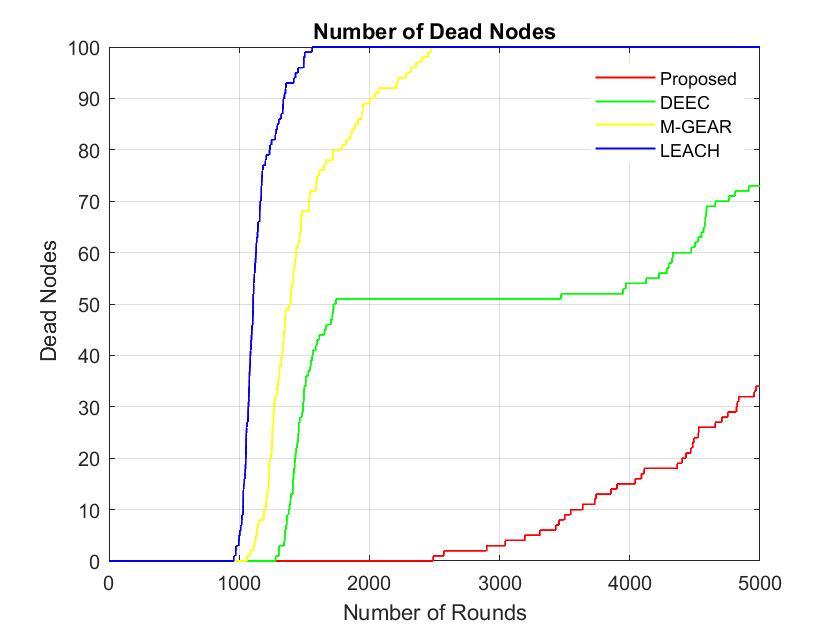 Number of Dead Nodes
100
90
80
70
60
50
40
30
20
10
0
Dead Nodes
Proposed
DEEC
M-GEAR
LEACH
0 1000 2000 3000 4000 5000
Number of Rounds